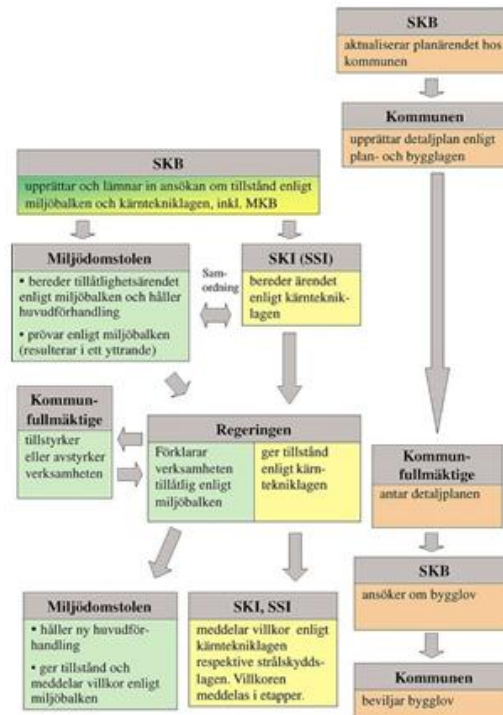 SKB
aktualiserar planärendet hos
kommunen
Kommunen
upprättar detaljplan enligt
plan- och bygglagen
SKB
upprättar och lämnar in ansökan om tillstånd enligt
miljöbalken och kärntekniklagen, inkl. MKB
Miljödomstolen
• bereder tillåtlighetsärendet
enligt miljöbalken och håller
huvudförhandling
• prövar enligt miljöbalken
(resulterar i ett yttrande)
Sam-
ordning
SKI (SSI)
bereder ärendet
enligt kärnteknik-
lagen
Kommun-
fullmäktige
tillstyrker
eller avstyrker
verksamheten
Regeringen
Förklarar
verksamheten
tillåtlig enligt
miljöbalken
ger tillstånd
enligt kärn-
tekniklagen
Kommun-
fullmäktige
antar detaljplanen
SKB
ansöker om bygglov
Miljödomstolen
• håller ny huvudför-
handling
• ger tillstånd och
meddelar villkor enligt
miljöbalken
SKI, SSI
meddelar villkor enligt
kärntekniklagen
respektive strålskydds-
lagen. Villkoren
meddelas i etapper.
Kommunen
beviljar bygglov